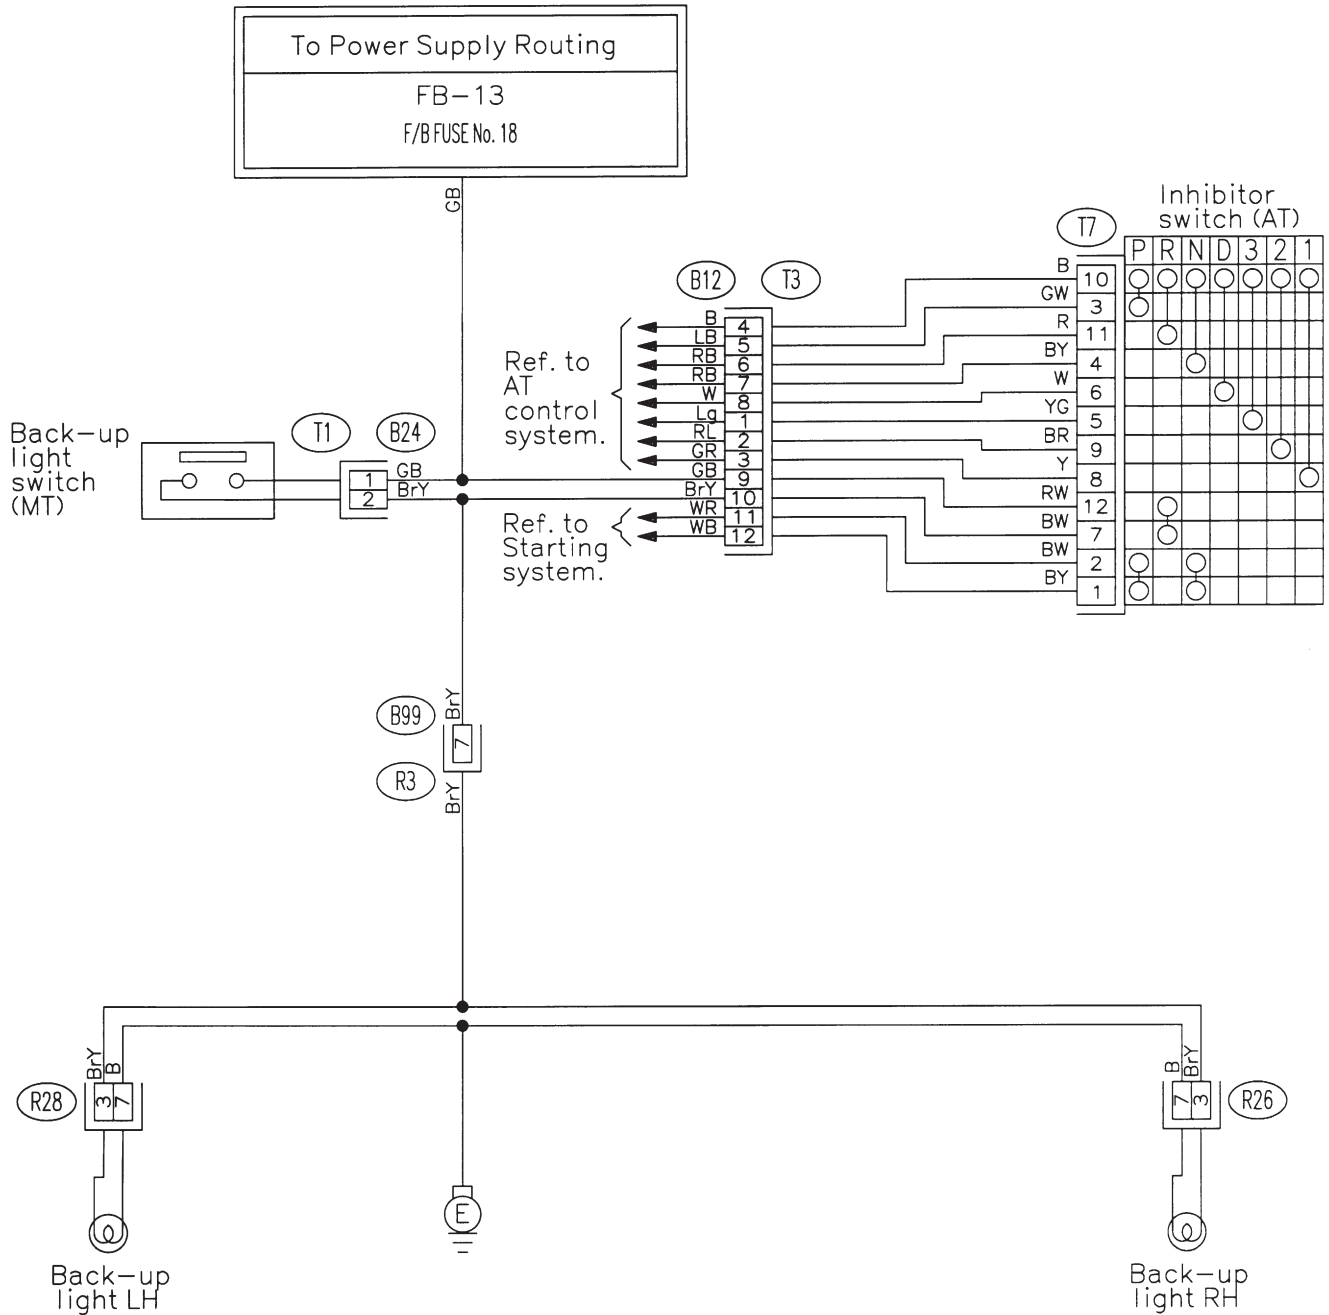 To Power Supply Routing
FB-13
F/B FUSE No. 18
GB
Inhibitor
switch (AT)
T7
P R N D 3 2 1
B12 T3
B 10
GW 3
R 11
BY 4
W 6
YG 5
BR 9
Y 8
RW 12
BW 7
BW 2
BY 1
B 4
LB 5
RB 6
RB 7
W 8
Lg 1
RL 2
GR 3
GB 9
BrY 10
WR 11
WB 12
Ref. to
AT
control
system.
Ref. to
Starting
system.
Back-up
light
switch
(MT)
T1 B24
1 GB
2 BrY
BrY
B99
7
R3
BrY
BrY B
R28
3 7
Back-up
light LH
E
B BrY
7 3
R26
Back-up
light RH